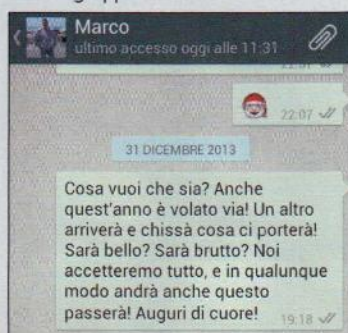 Marco
ultimo accesso oggi alle 11:31
22:07
31 DICEMBRE 2013
Cosa vuoi che sia? Anche
quest'anno è volato via! Un altro
arriverà e chissà cosa ci porterà!
Sarà bello? Sarà brutto? Noi
accetteremo tutto, e in qualunque
modo andrà anche questo
passerà! Auguri di cuore!
19:18